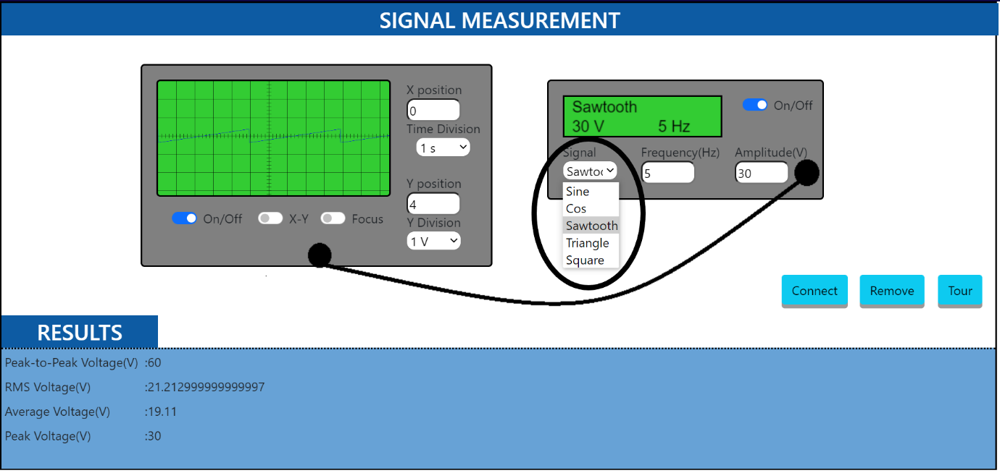 SIGNAL MEASUREMENT
X position
0
Time Division
1 s
Y position
4
Y Division
1 V
On/Off X-Y Focus
Sawtooth
30 V 5 Hz
On/Off
Signal Frequency(Hz) Amplitude(V)
Sawtoo 5 30
Sine
Cos
Sawtooth
Triangle
Square
Connect Remove Tour
RESULTS
Peak-to-Peak Voltage(V) :60
RMS Voltage(V) :21.212999999999997
Average Voltage(V) :19.11
Peak Voltage(V) :30